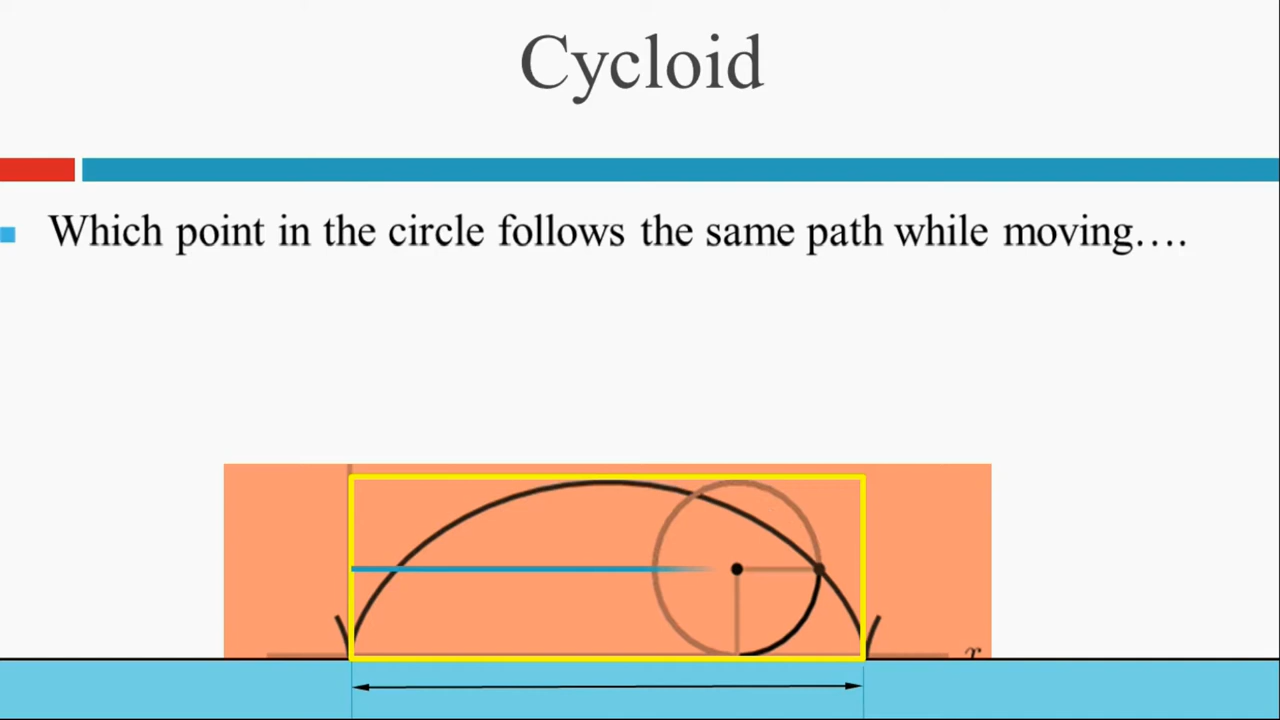 Cycloid
Which point in the circle follows the same path while moving….
x